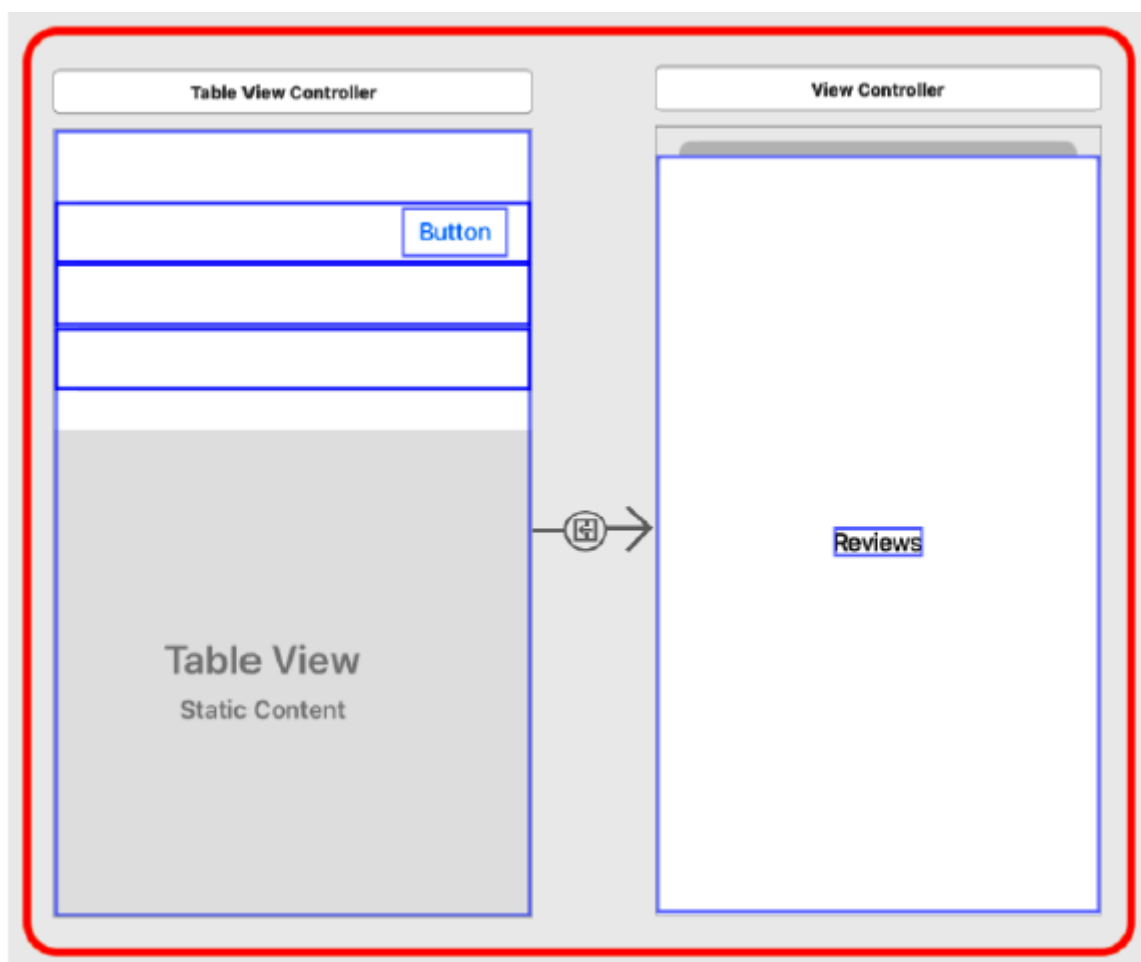 Table View Controller
Button
Table View
Static Content
View Controller
Reviews